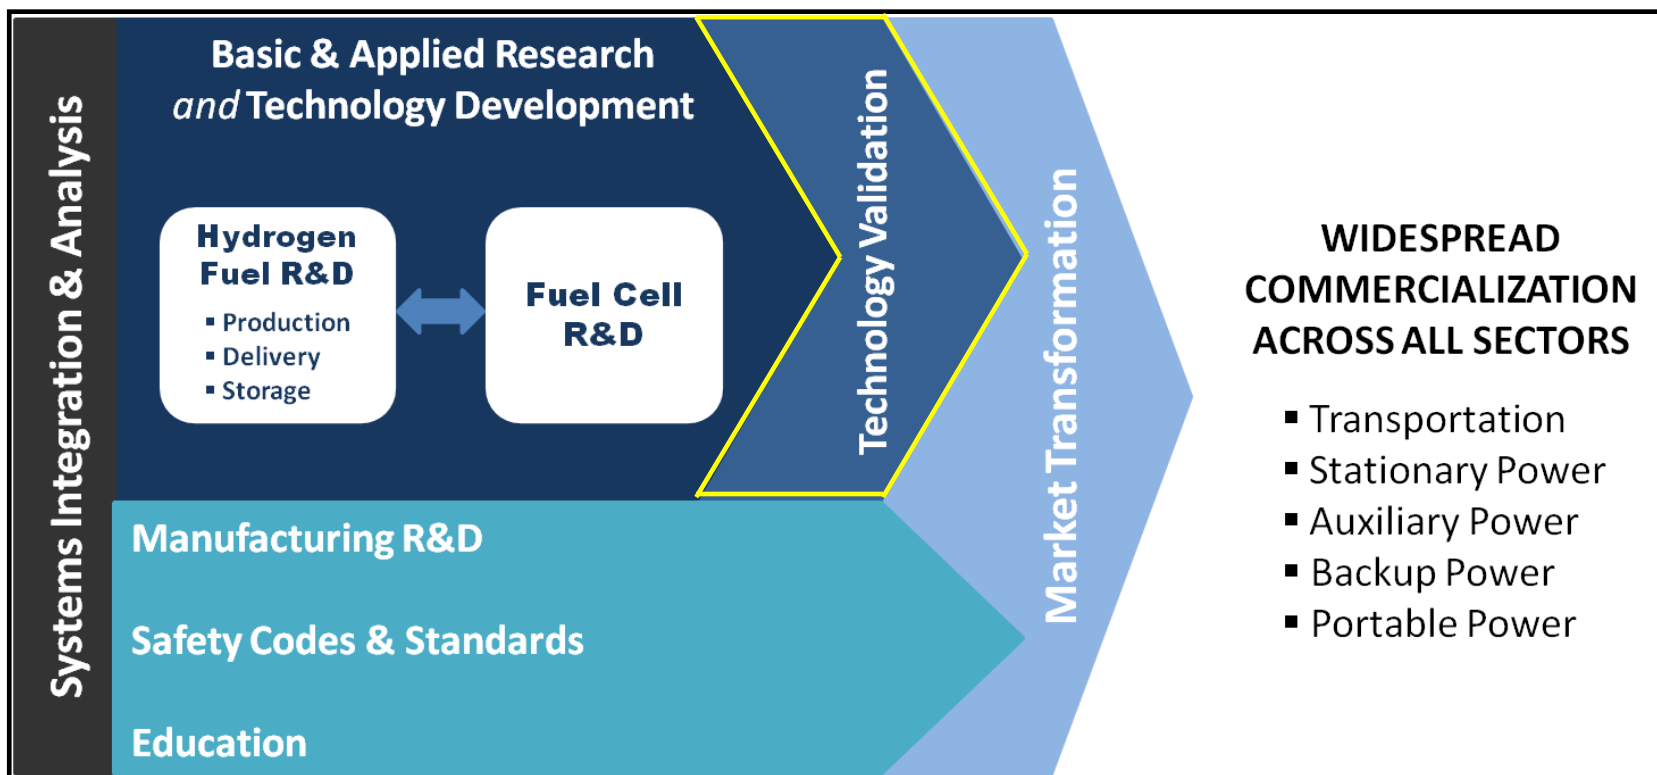 Systems Integration & Analysis
Basic & Applied Research
and Technology Development
Hydrogen
Fuel R&D
▪ Production
▪ Delivery
▪ Storage
Fuel Cell
R&D
Technology Validation
Manufacturing R&D
Safety Codes & Standards
Education
Market Transformation
WIDESPREAD
COMMERCIALIZATION
ACROSS ALL SECTORS
▪ Transportation
▪ Stationary Power
▪ Auxiliary Power
▪ Backup Power
▪ Portable Power